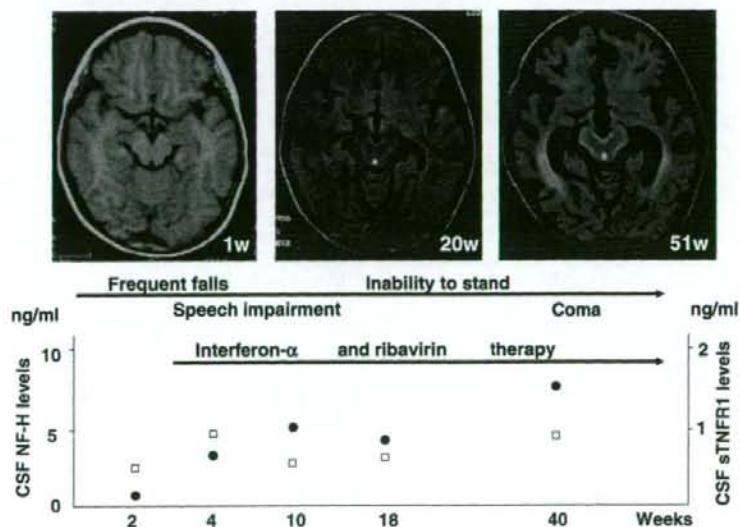 1w
20w
51w
Frequent falls Inability to stand
ng/ml Speech impairment Coma ng/ml
Interferon-α and ribavirin therapy
CSF NF-H levels
10
5
0
CSF sTNFR1 levels
2
1
2 4 10 18 40 Weeks